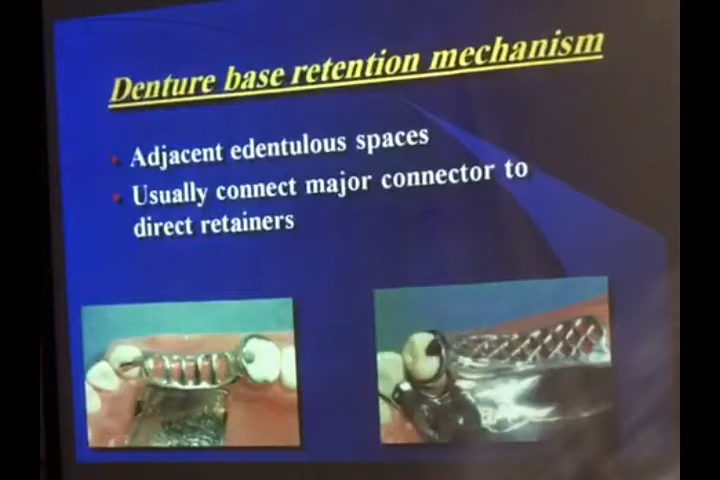 Denture base retention mechanism
Adjacent edentulous spaces
Usually connect major connector to
direct retainers